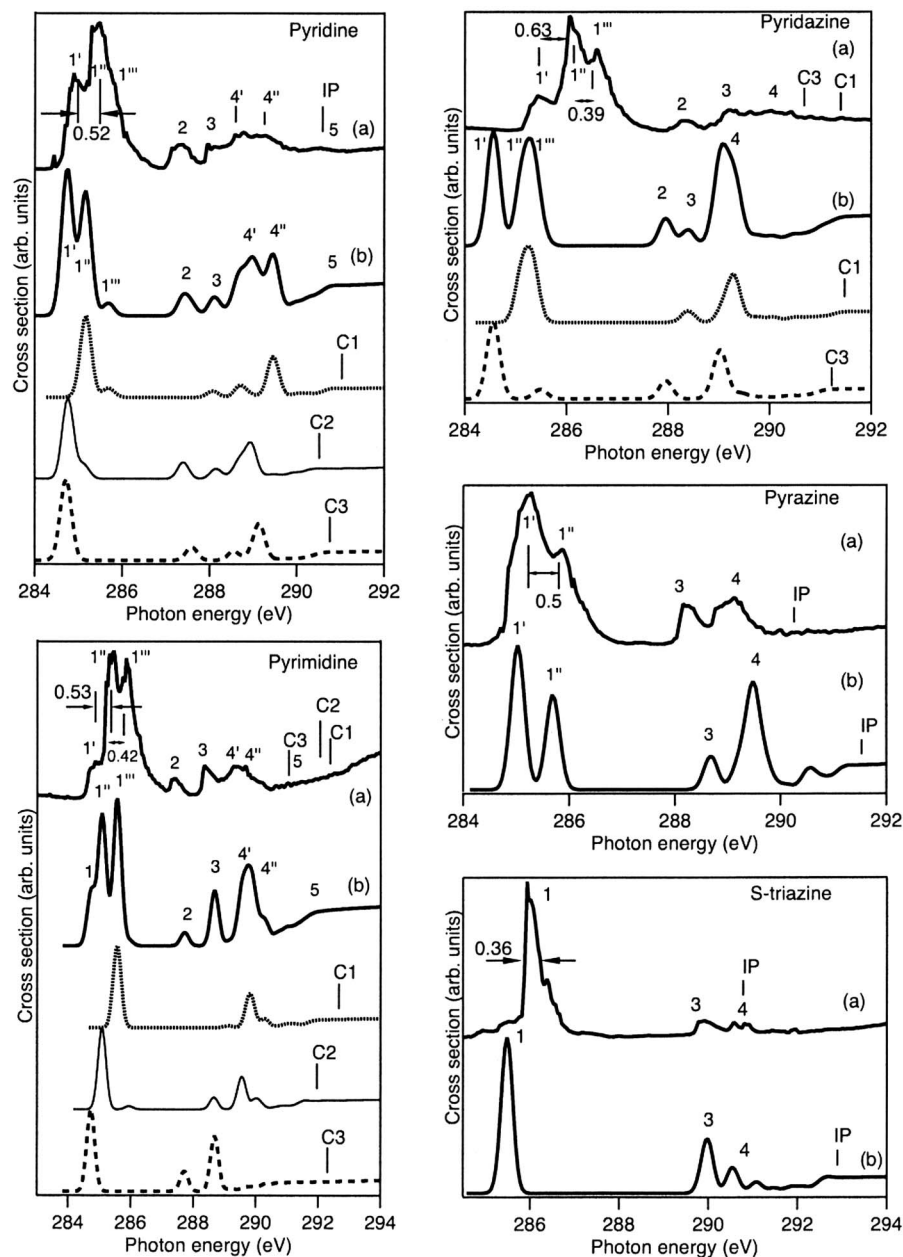 Pyridine
1'
1''
1'''
0.52
2
3
4'
4''
IP
5
(a)
1'
1''
1'''
2
3
4'
4''
5
(b)
C1
C2
C3
Cross section (arb. units)
284 286 288 290 292
Photon energy (eV)
Pyridazine
0.63
1'
1''
1'''
0.39
2
3
4
C3
C1
(a)
1'
1''
1'''
2
3
4
(b)
C1
C3
Cross section (arb. units)
284 286 288 290 292
Photon energy (eV)
Pyrimidine
0.53
1'
1''
1'''
0.42
2
3
4'
4''
C3
5
C2
C1
(a)
1
1''
1'''
2
3
4'
4''
5
(b)
C1
C2
C3
Cross section (arb. units)
284 286 288 290 292 294
Photon energy (eV)
Pyrazine
1'
1''
0.5
3
4
IP
(a)
1'
1''
3
4
IP
(b)
Cross section (arb. units)
284 286 288 290 292
Photon energy (eV)
S-triazine
0.36
1
3
4
IP
(a)
1
3
4
IP
(b)
Cross section (arb. units)
286 288 290 292 294
Photon energy (eV)